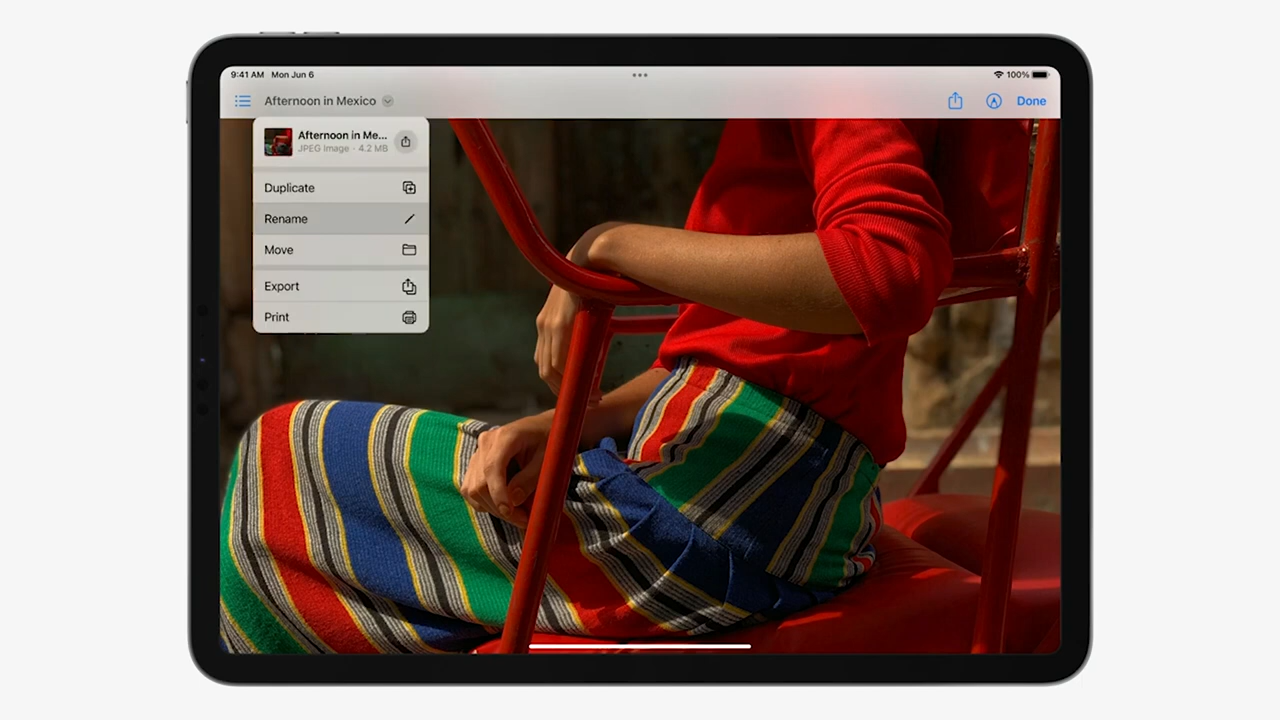 9:41 AM Mon Jun 6
100%
Afternoon in Mexico
Done
Afternoon in Me...
JPEG Image - 4.2 MB
Duplicate
Rename
Move
Export
Print